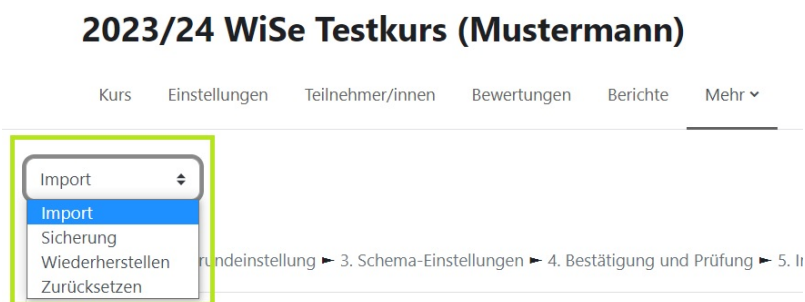 2023/24 WiSe Testkurs (Mustermann)
Kurs Einstellungen Teilnehmer/innen Bewertungen Berichte Mehr
Import
Import
Sicherung
Wiederherstellen
► 3. Schema-Einstellungen ► 4. Bestätigung und Prüfung ► 5.
Zurücksetzen